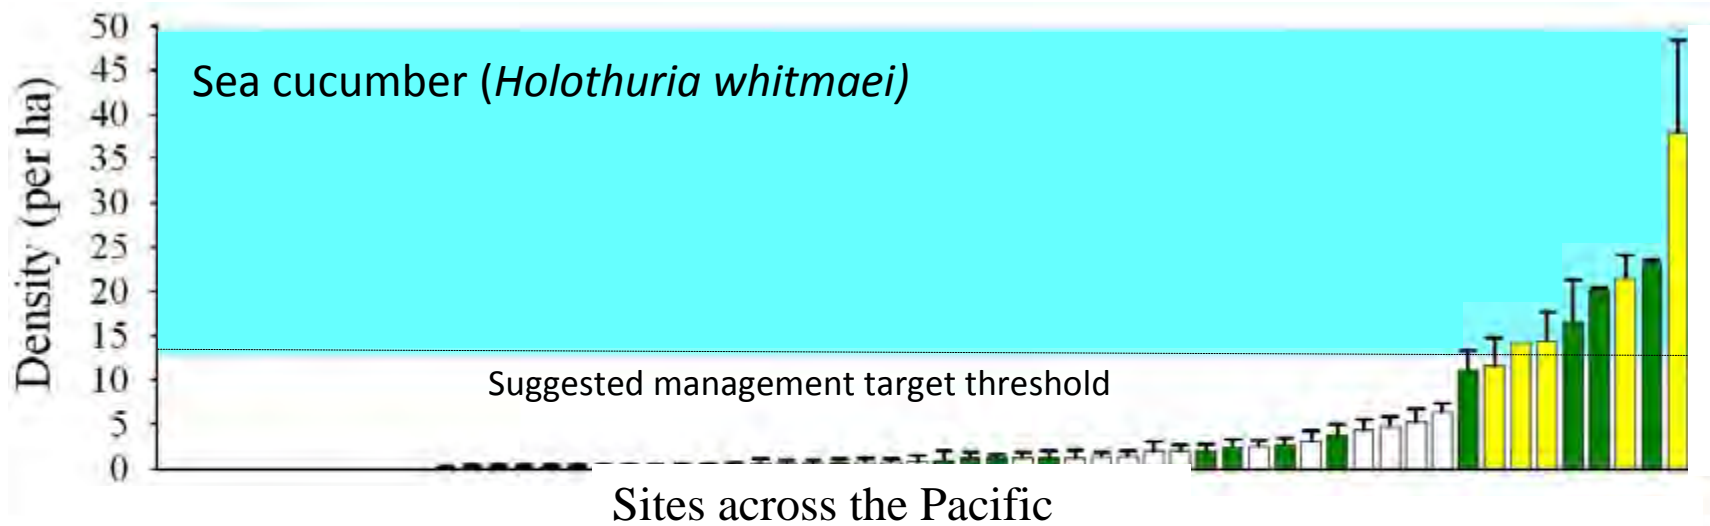 50
45
40
35
30
25
20
15
10
5
0
Density (per ha)
Sea cucumber (Holothuria whitmaei)
Suggested management target threshold
Sites across the Pacific